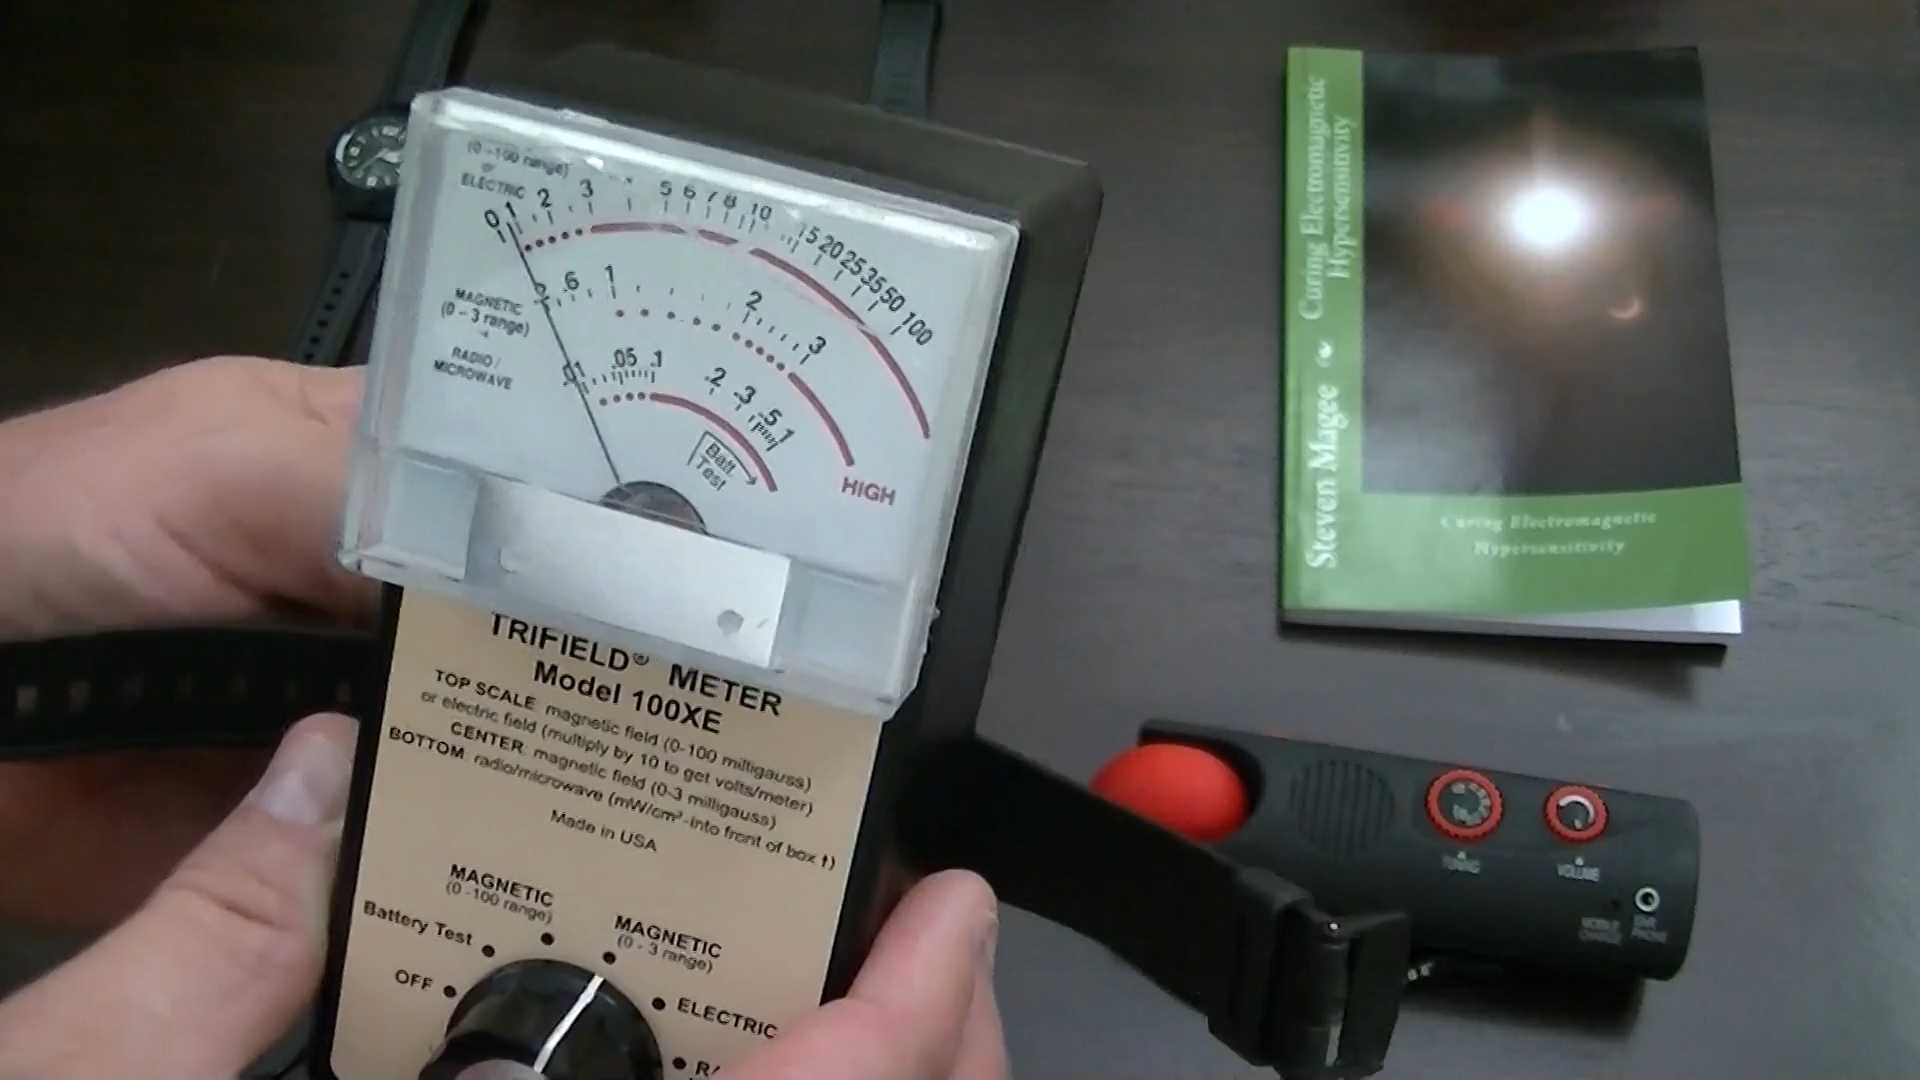 (0-100 range)
or
ELECTRIC
0 1 2 3 5 6 7 8 10 15 20 25 35 50 100
MAGNETIC
(0 - 3 range)
0 .6 1 2 3
RADIO /
MICROWAVE
.01 .05 .1 .2 .3 .5 1
Batt.
Test
HIGH
TRIFIELD® METER
Model 100XE
TOP SCALE: magnetic field (0-100 milligauss)
or electric field (multiply by 10 to get volts/meter)
CENTER: magnetic field (0-3 milligauss)
BOTTOM: radio/microwave (mW/cm²-into front of box †)
Made in USA
MAGNETIC
(0 -100 range)
MAGNETIC
(0 - 3 range)
Battery Test
OFF
ELECTRIC
Steven Magee
Curing Electromagnetic
Hypersensitivity
Curing Electromagnetic
Hypersensitivity
TUNING
VOLUME
MOBILE
CHARGE
EAR
PHONE